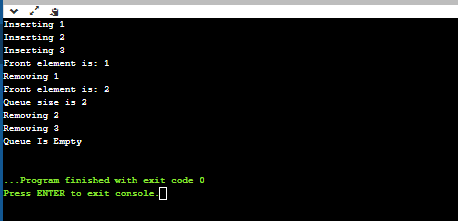 Inserting 1
Inserting 2
Inserting 3
Front element is: 1
Removing 1
Front element is: 2
Queue size is 2
Removing 2
Removing 3
Queue Is Empty
...Program finished with exit code 0
Press ENTER to exit console.